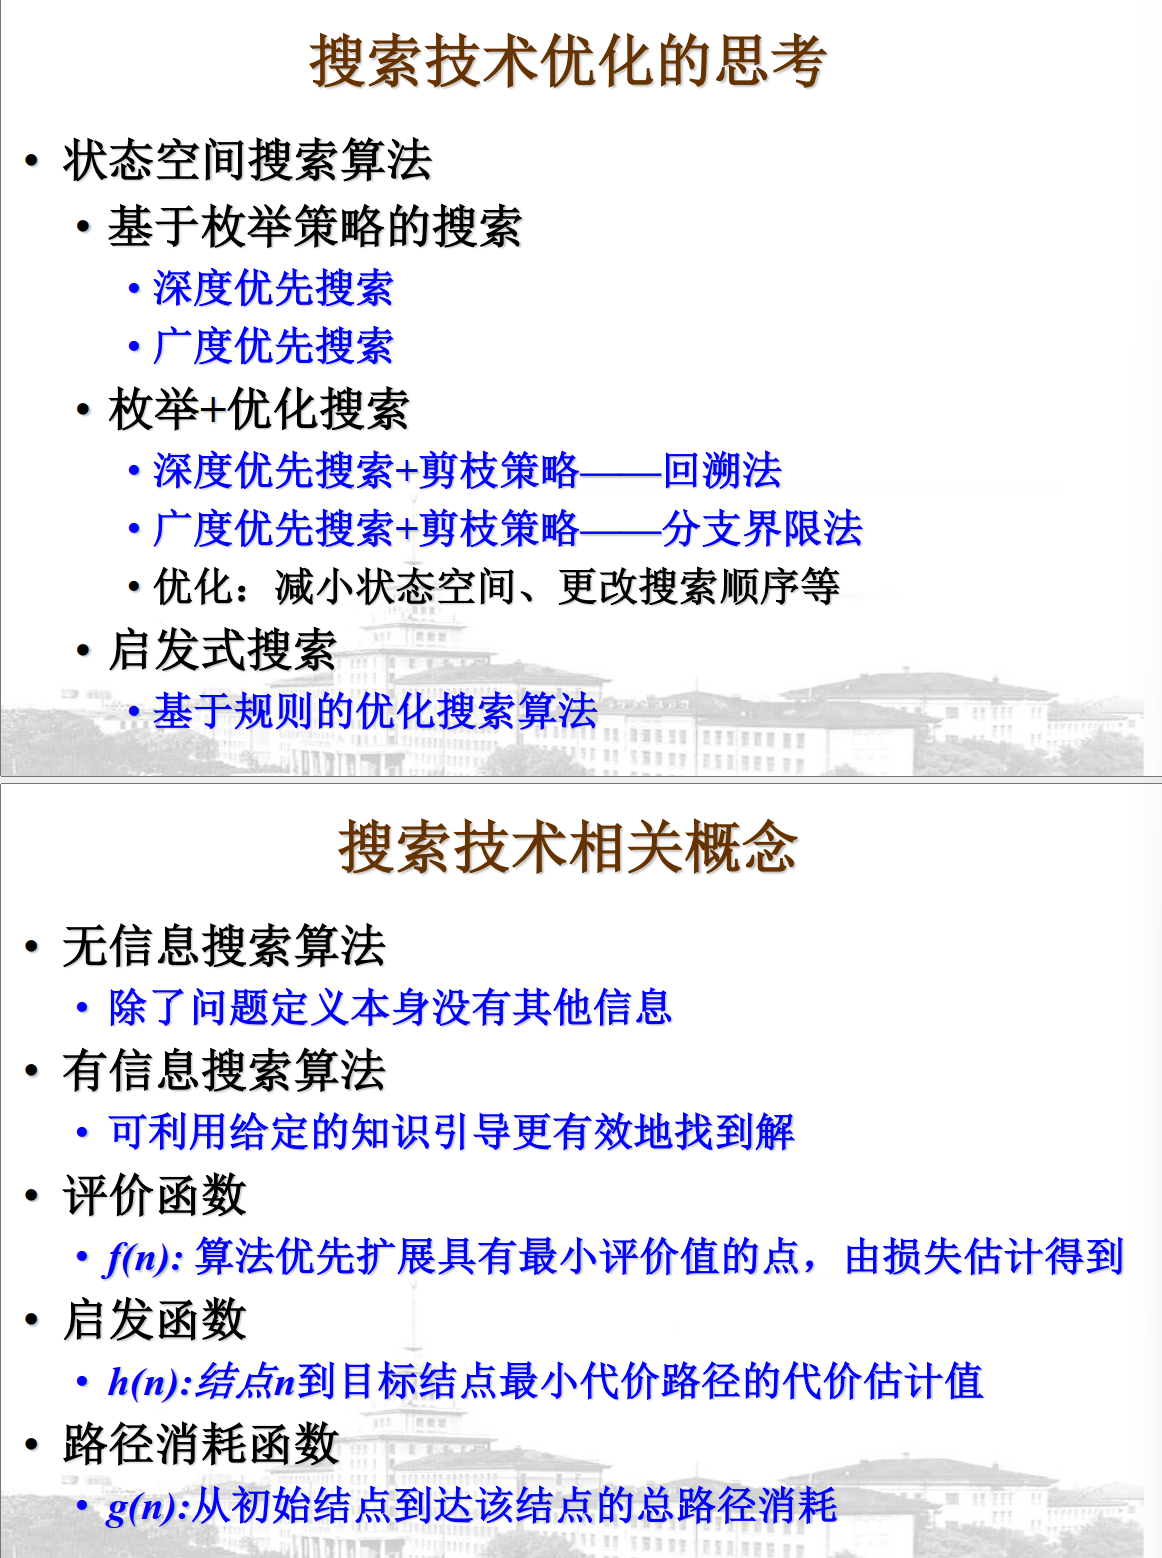 搜索技术优化的思考
• 状态空间搜索算法
• 基于枚举策略的搜索
• 深度优先搜索
• 广度优先搜索
• 枚举+优化搜索
• 深度优先搜索+剪枝策略——回溯法
• 广度优先搜索+剪枝策略——分支界限法
• 优化：减小状态空间、更改搜索顺序等
• 启发式搜索
• 基于规则的优化搜索算法
搜索技术相关概念
• 无信息搜索算法
• 除了问题定义本身没有其他信息
• 有信息搜索算法
• 可利用给定的知识引导更有效地找到解
• 评价函数
• f(n): 算法优先扩展具有最小评价值的点，由损失估计得到
• 启发函数
• h(n):结点n到目标结点最小代价路径的代价估计值
• 路径消耗函数
• g(n):从初始结点到达该结点的总路径消耗